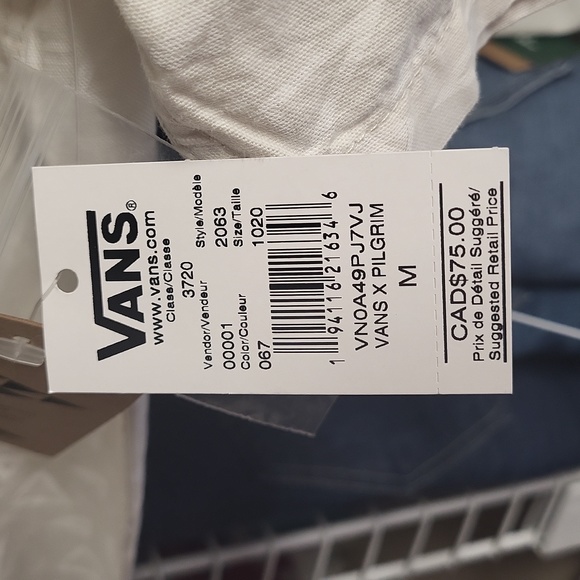 VANS®
www.vans.com
Classe/Classe
3720
Style/Modèle
2063
Vendor/Vendeur
00001
Size/Taille
1020
Color/Couleur
067
1 94116 21634 6
VN0A49PJ7VJ
VANS X PILGRIM
M
CAD$75.00
Prix de Détail Suggéré/
Suggested Retail Price